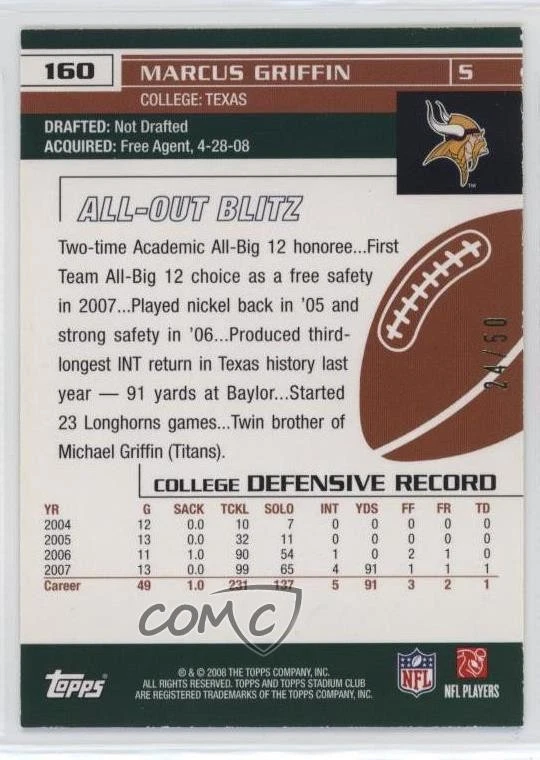 160 MARCUS GRIFFIN S
COLLEGE: TEXAS
DRAFTED: Not Drafted
ACQUIRED: Free Agent, 4-28-08
TM
ALL-OUT BLITZ
Two-time Academic All-Big 12 honoree...First
Team All-Big 12 choice as a free safety
in 2007...Played nickel back in '05 and
strong safety in '06...Produced third-
longest INT return in Texas history last
year — 91 yards at Baylor...Started
23 Longhorns games...Twin brother of
Michael Griffin (Titans).
24/50
COLLEGE DEFENSIVE RECORD
YR G SACK TCKL SOLO INT YDS FF FR TD
2004 12 0.0 10 7 0 0 0 0 0
2005 13 0.0 32 11 0 0 0 0 0
2006 11 1.0 90 54 1 0 2 1 0
2007 13 0.0 99 65 4 91 1 1 1
Career 49 1.0 231 137 5 91 3 2 1
COMC
topps
® & © 2008 THE TOPPS COMPANY, INC.
ALL RIGHTS RESERVED. TOPPS AND TOPPS STADIUM CLUB
ARE REGISTERED TRADEMARKS OF THE TOPPS COMPANY, INC.
NFL
NFL PLAYERS